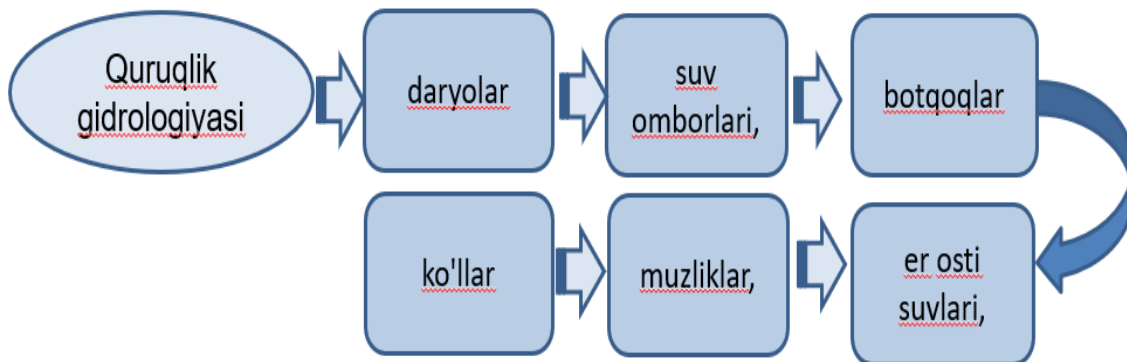 Quruqlik
gidrologiyasi
daryolar
suv
omborlari,
botqoqlar
ko'llar
muzliklar,
er osti
suvlari,